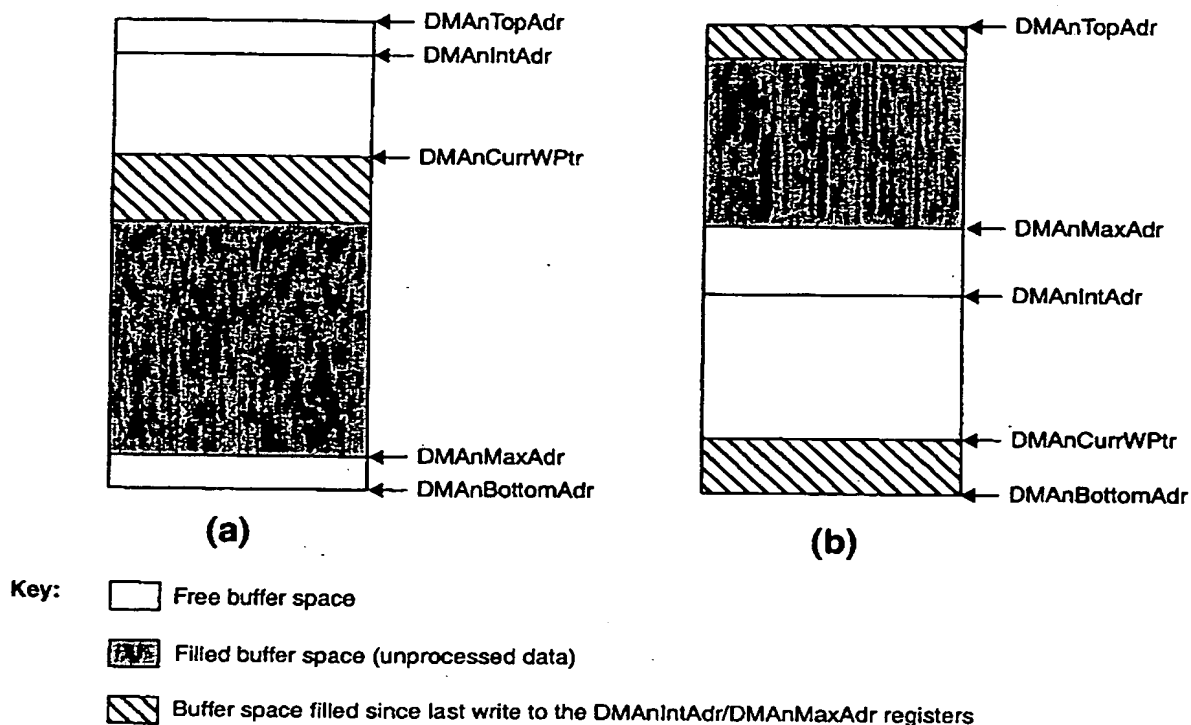 DMAnTopAdr
DMAnIntAdr
DMAnCurrWPtr
DMAnMaxAdr
DMAnBottomAdr
(a)
DMAnTopAdr
DMAnMaxAdr
DMAnIntAdr
DMAnCurrWPtr
DMAnBottomAdr
(b)
Key:
Free buffer space
Filled buffer space (unprocessed data)
Buffer space filled since last write to the DMAnIntAdr/DMAnMaxAdr registers